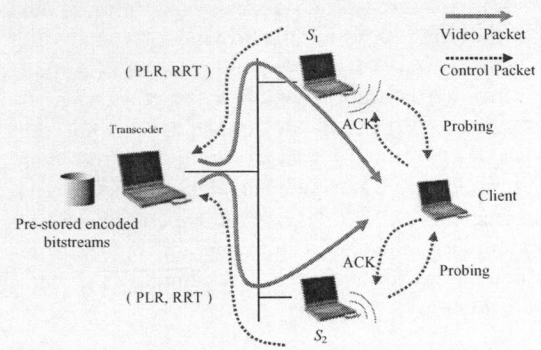 S1
Video Packet
( PLR, RRT )
Control Packet
Transcoder
ACK
Probing
Client
Pre-stored encoded
bitstreams
ACK
Probing
( PLR, RRT )
S2